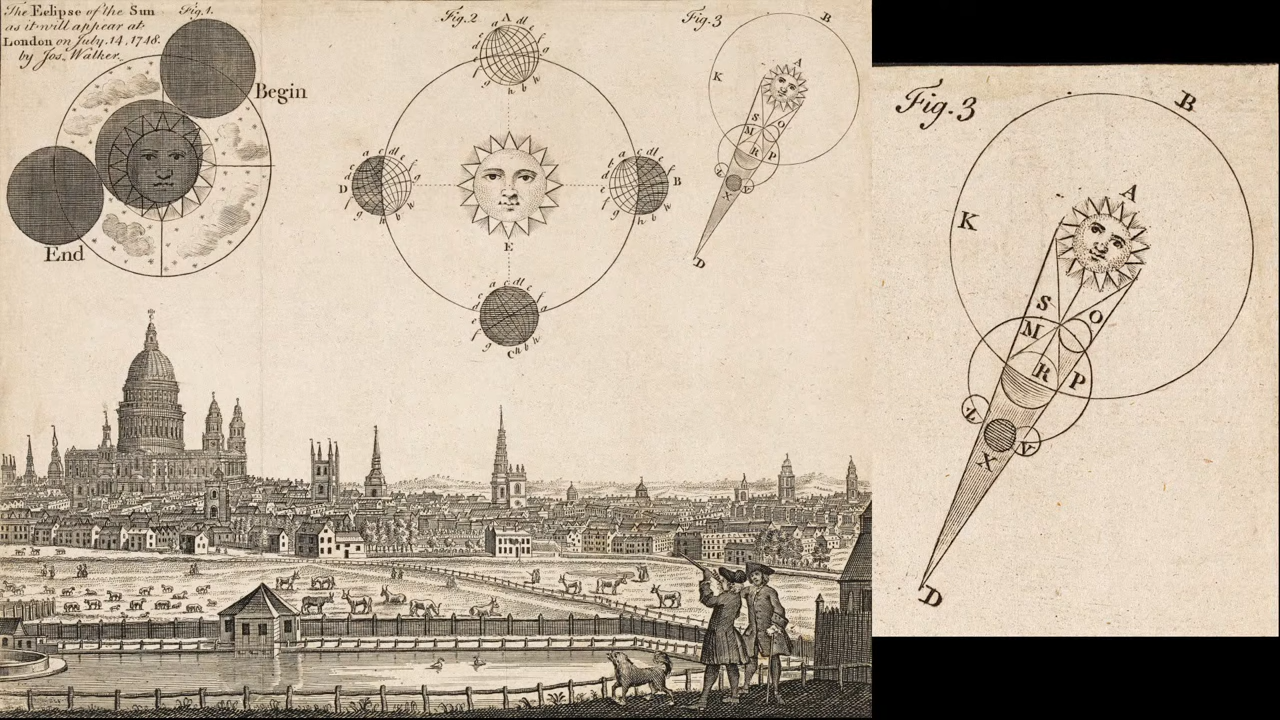 The Eclipse of the Sun
as it will appear at
London on July.14,1748.
by Jos. Walker.
Fig.1.
Begin
End
Fig.2
A
a
d
e
c
f
d
g
e
h
f
h
g
h
D
a
c
d
e
c
f
d
g
e
h
f
h
g
h
B
a
c
d
e
c
f
d
g
e
h
f
h
g
h
E
a
c
d
e
c
f
d
g
e
h
f
h
g
h
C
Fig.3
B
A
K
S
O
M
R
P
X
D
Fig.3
B
A
K
S
O
M
R
P
X
D